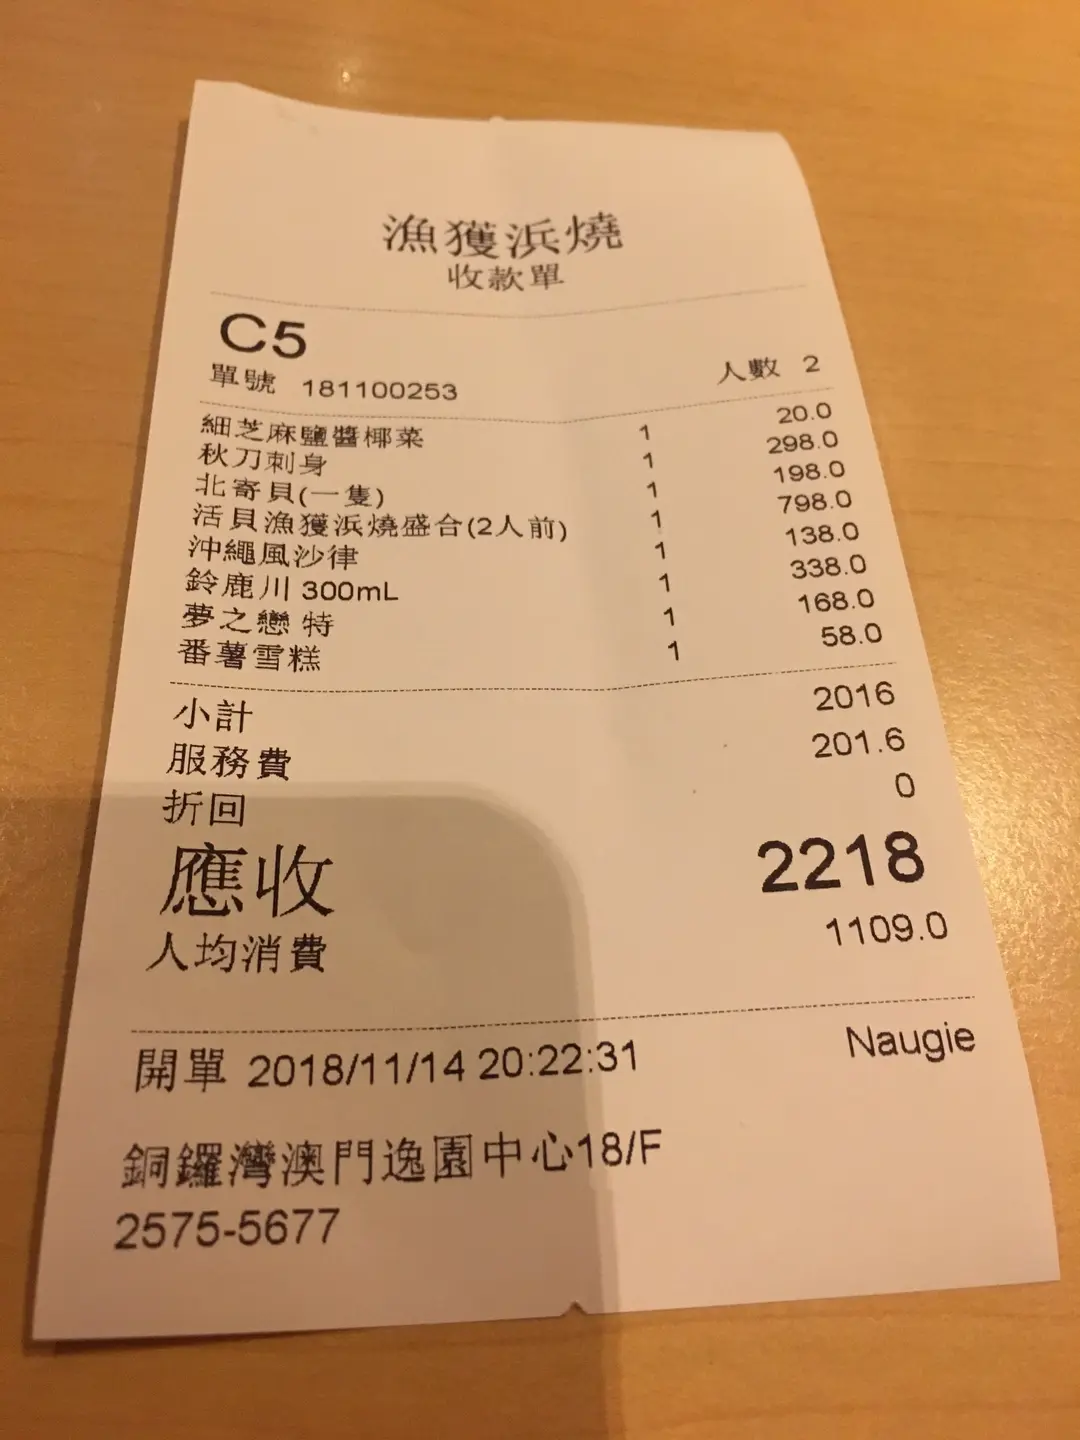 漁獲浜燒
收款單
C5
單號 181100253 人數 2
細芝麻鹽醬椰菜 1 20.0
秋刀刺身 1 298.0
北寄貝(一隻) 1 198.0
活貝漁獲浜燒盛合(2人前) 1 798.0
沖繩風沙律 1 138.0
鈴鹿川 300mL 1 338.0
夢之戀 特 1 168.0
番薯雪糕 1 58.0
小計 2016
服務費 201.6
折回 0
應收 2218
人均消費 1109.0
開單 2018/11/14 20:22:31 Naugie
銅鑼灣澳門逸園中心18/F
2575-5677